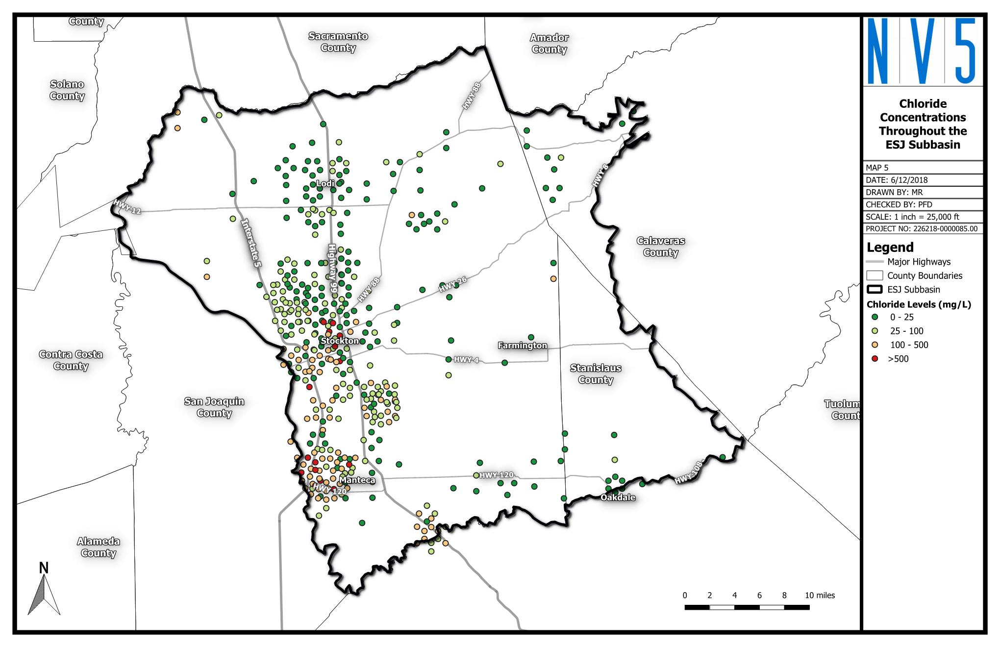 County
Sacramento
County
Amador
County
Solano
County
HWY 88
Lodi
HWY 8
HWY 12
Interstate 5
Highway 99
Calaveras
County
HWY 88
HWY 26
Contra Costa
County
Stockton
Farmington
HWY 4
Stanislaus
County
San Joaquin
County
Tuolum
Count
Manteca
HWY 120
HWY 120
HWY 108
Oakdale
Alameda
County
N
0 2 4 6 8 10 miles
NV5
Chloride
Concentrations
Throughout the
ESJ Subbasin
MAP 5
DATE: 6/12/2018
DRAWN BY: MR
CHECKED BY: PFD
SCALE: 1 inch = 25,000 ft
PROJECT NO: 226218-0000085.00
Legend
Major Highways
County Boundaries
ESJ Subbasin
Chloride Levels (mg/L)
0 - 25
25 - 100
100 - 500
>500